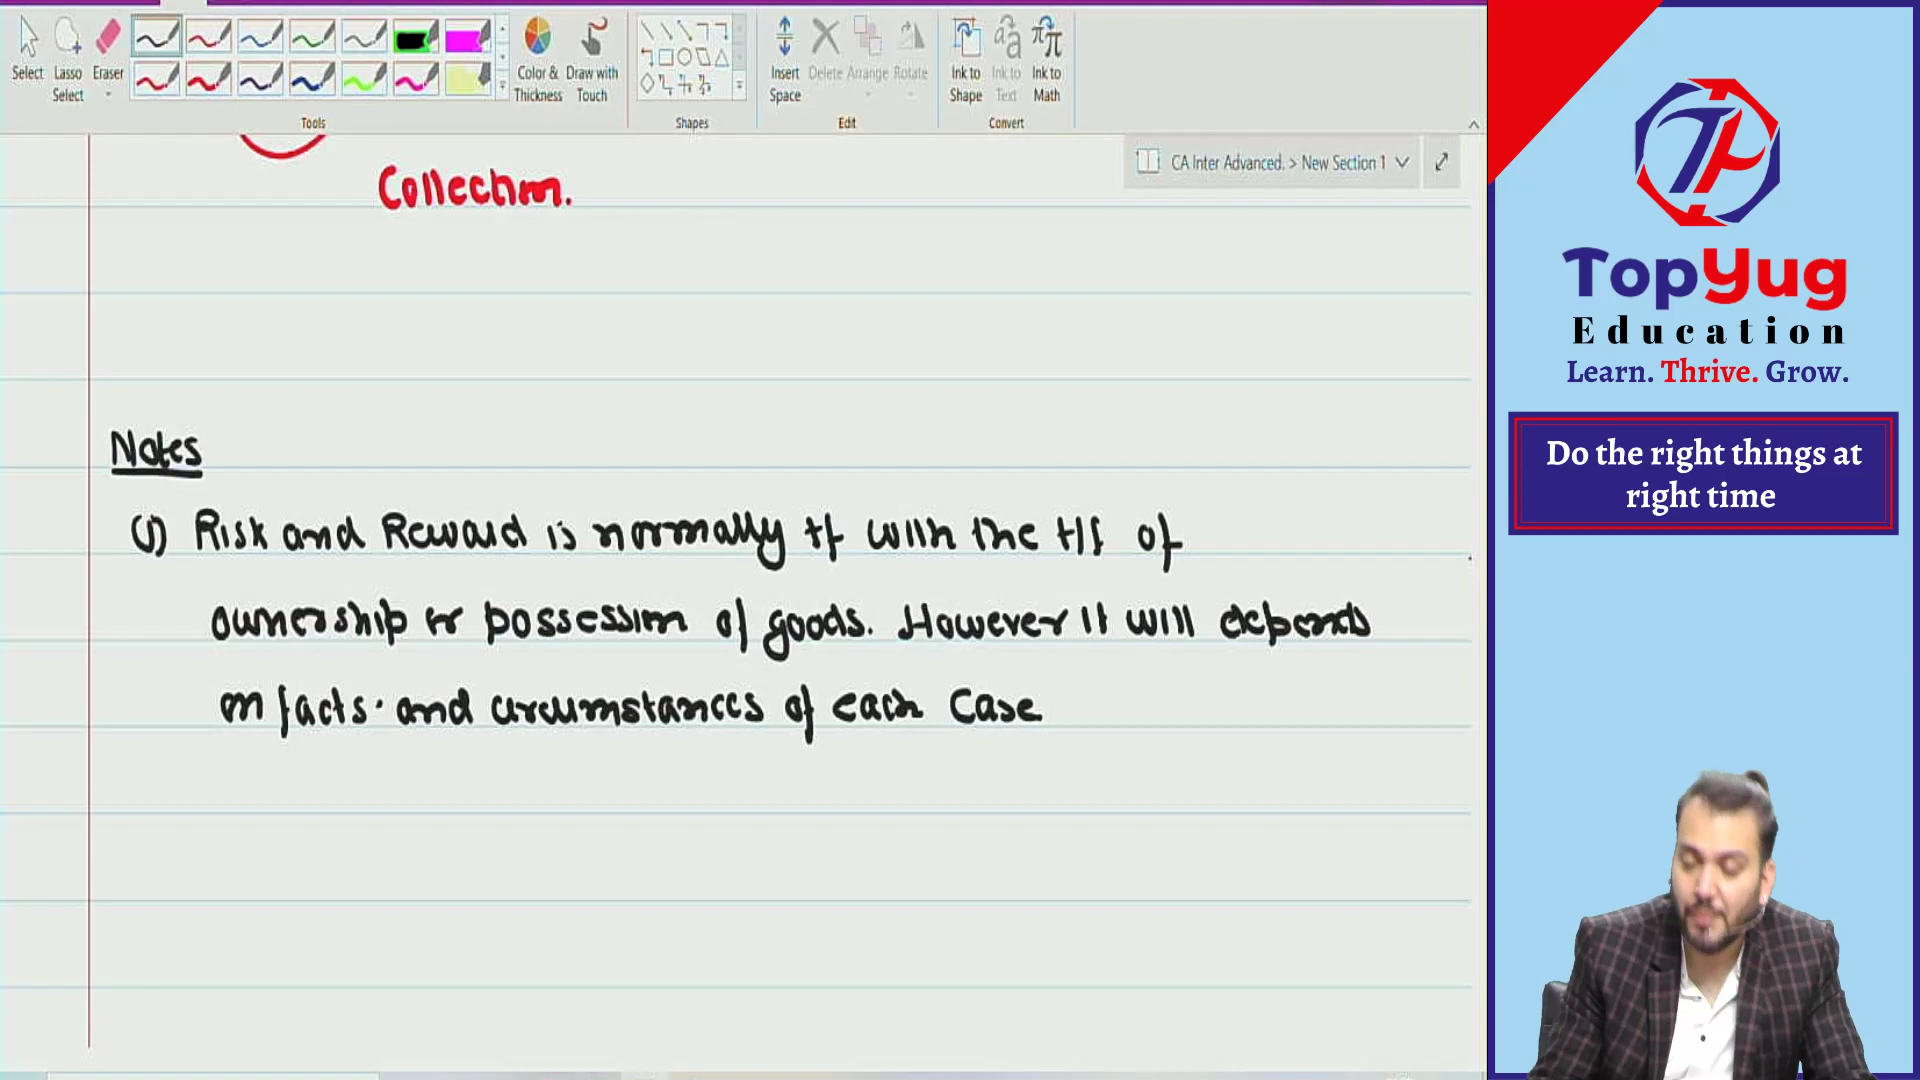 Select
Lasso Select
Eraser
Color & Thickness
Draw with Touch
Insert Space
Delete
Arrange
Rotate
Ink to Shape
Ink to Text
Ink to Math
Tools
Shapes
Edit
Convert
CA Inter Advanced. > New Section 1
Collection.
Notes
(1) Risk and Reward is normally tf with the t/f of
ownership or possession of goods. However it will depends
on facts. and circumstances of each case
TopYug
Education
Learn. Thrive. Grow.
Do the right things at
right time